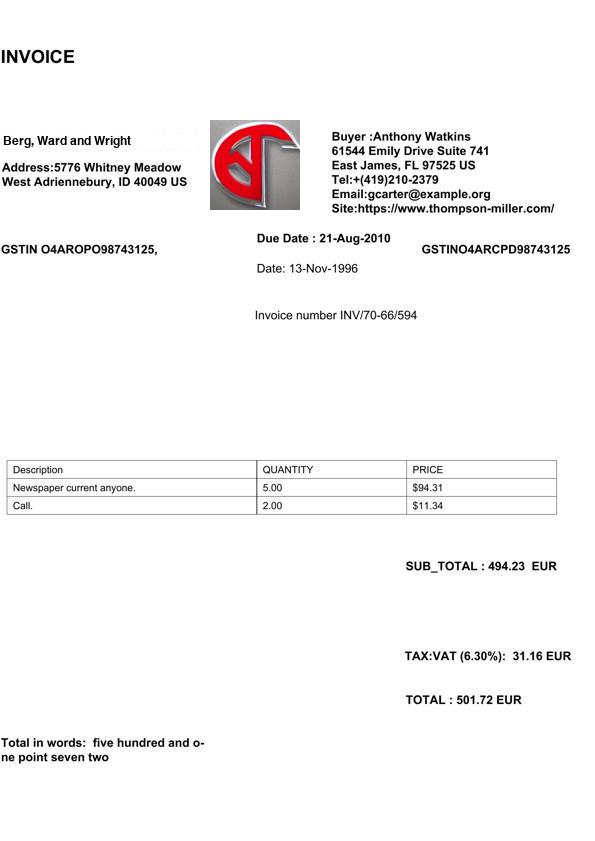 INVOICE
Berg, Ward and Wright
Address:5776 Whitney Meadow
West Adriennebury, ID 40049 US
Buyer :Anthony Watkins
61544 Emily Drive Suite 741
East James, FL 97525 US
Tel:+(419)210-2379
Email:gcarter@example.org
Site:https://www.thompson-miller.com/
GSTIN O4AROPO98743125,
Due Date : 21-Aug-2010
GSTINO4ARCPD98743125
Date: 13-Nov-1996
Invoice number INV/70-66/594
Description QUANTITY PRICE
Newspaper current anyone. 5.00 $94.31
Call. 2.00 $11.34
SUB_TOTAL : 494.23 EUR
TAX:VAT (6.30%): 31.16 EUR
TOTAL : 501.72 EUR
Total in words: five hundred and o-
ne point seven two